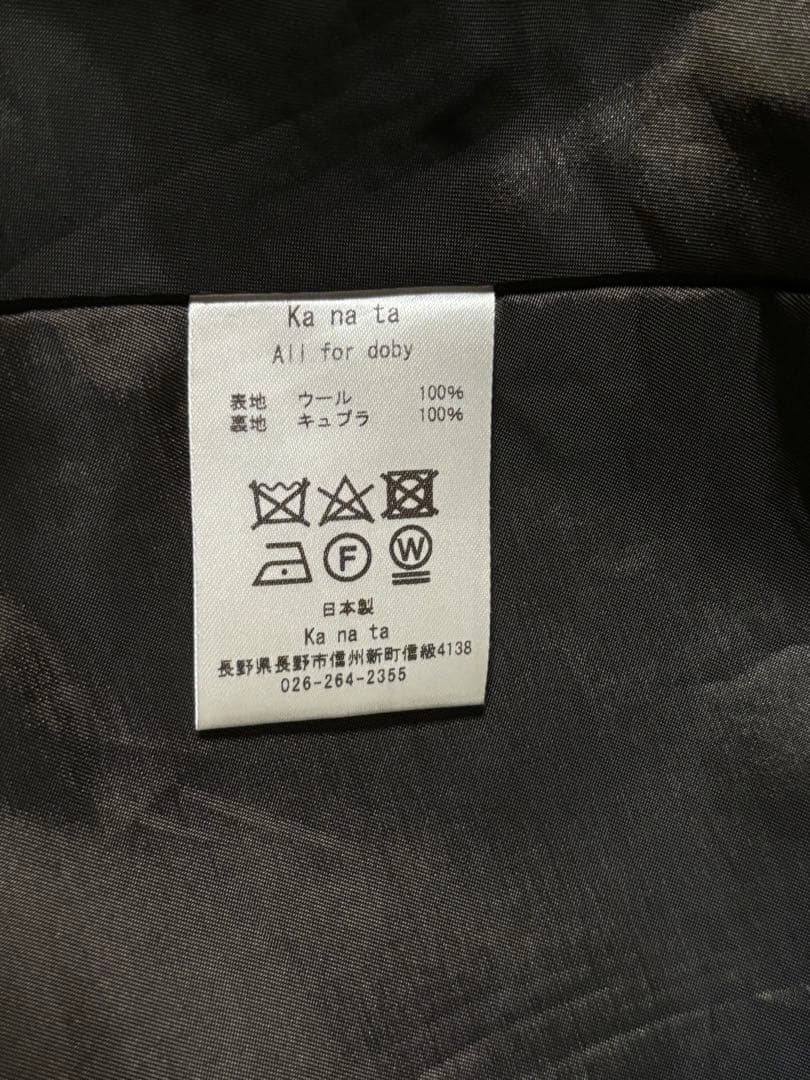 Ka na ta
All for doby
表地 ウール 100%
裏地 キュプラ 100%
F W
日本製
Ka na ta
長野県長野市信州新町信級4138
026-264-2355